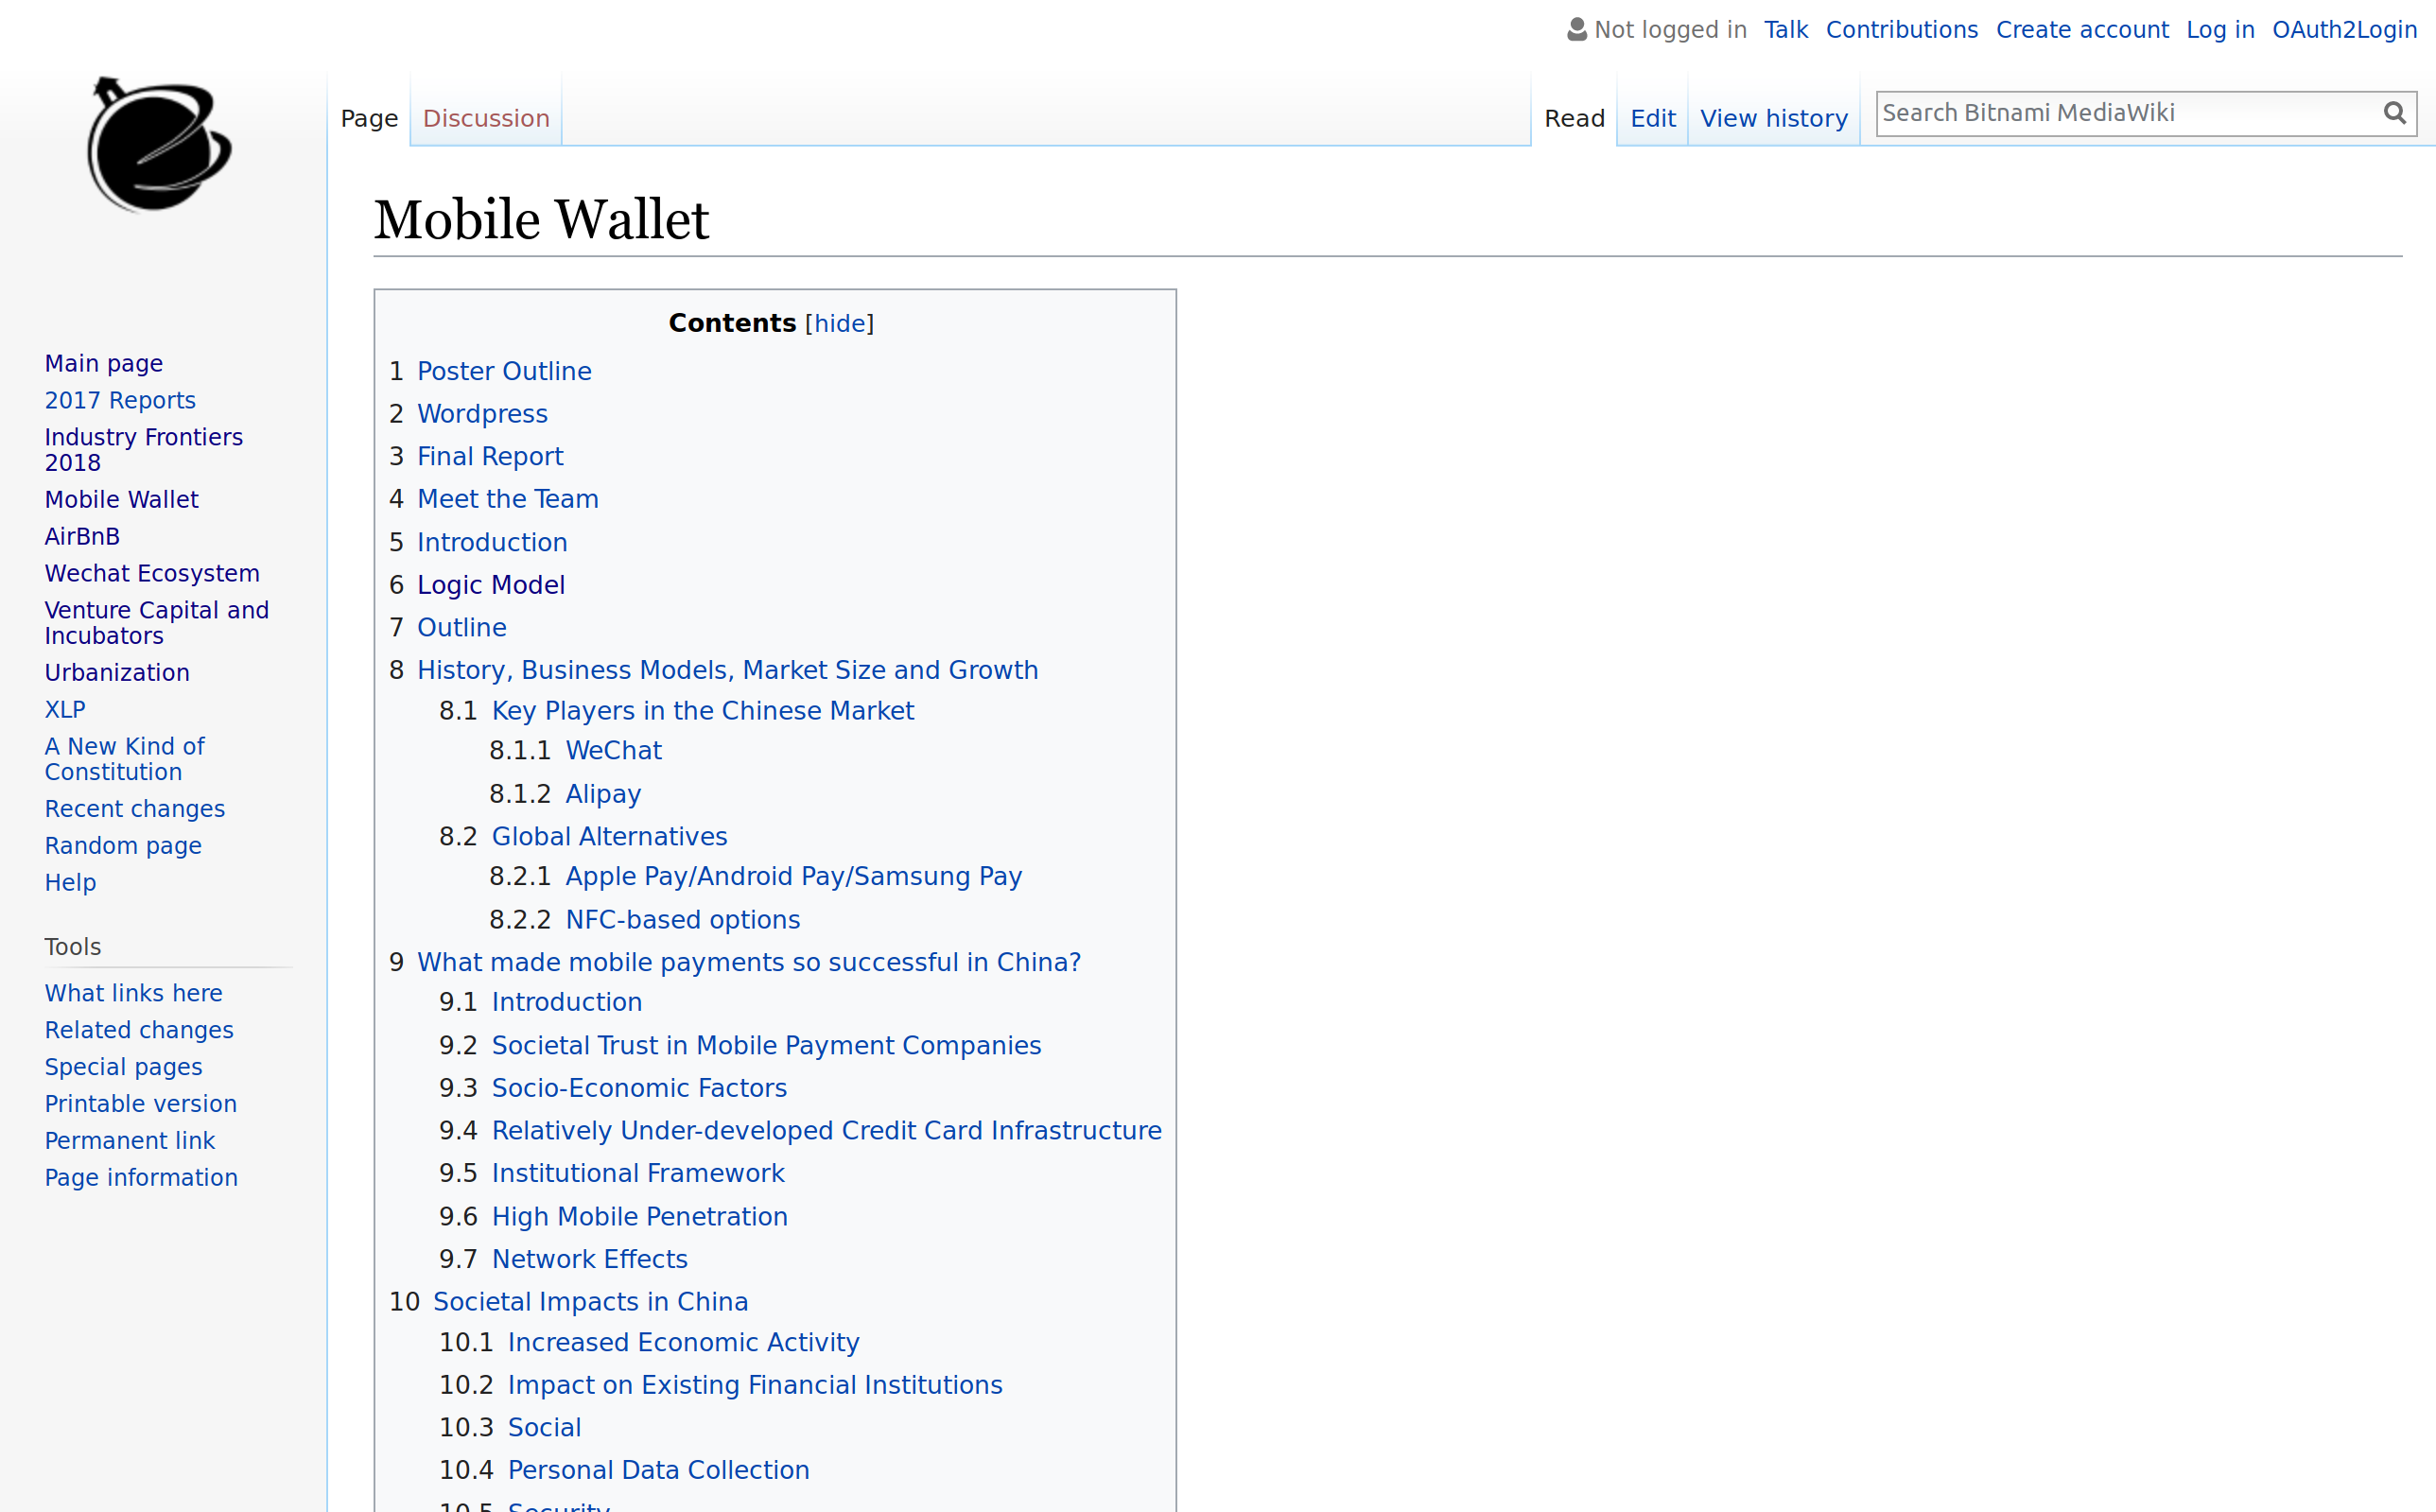 Not logged in Talk Contributions Create account Log in OAuth2Login
Page Discussion Read Edit View history Search Bitnami MediaWiki
Mobile Wallet
Contents [hide]
1 Poster Outline
2 Wordpress
3 Final Report
4 Meet the Team
5 Introduction
6 Logic Model
7 Outline
8 History, Business Models, Market Size and Growth
8.1 Key Players in the Chinese Market
8.1.1 WeChat
8.1.2 Alipay
8.2 Global Alternatives
8.2.1 Apple Pay/Android Pay/Samsung Pay
8.2.2 NFC-based options
9 What made mobile payments so successful in China?
9.1 Introduction
9.2 Societal Trust in Mobile Payment Companies
9.3 Socio-Economic Factors
9.4 Relatively Under-developed Credit Card Infrastructure
9.5 Institutional Framework
9.6 High Mobile Penetration
9.7 Network Effects
10 Societal Impacts in China
10.1 Increased Economic Activity
10.2 Impact on Existing Financial Institutions
10.3 Social
10.4 Personal Data Collection
10.5 Security
Main page
2017 Reports
Industry Frontiers
2018
Mobile Wallet
AirBnB
Wechat Ecosystem
Venture Capital and
Incubators
Urbanization
XLP
A New Kind of
Constitution
Recent changes
Random page
Help
Tools
What links here
Related changes
Special pages
Printable version
Permanent link
Page information